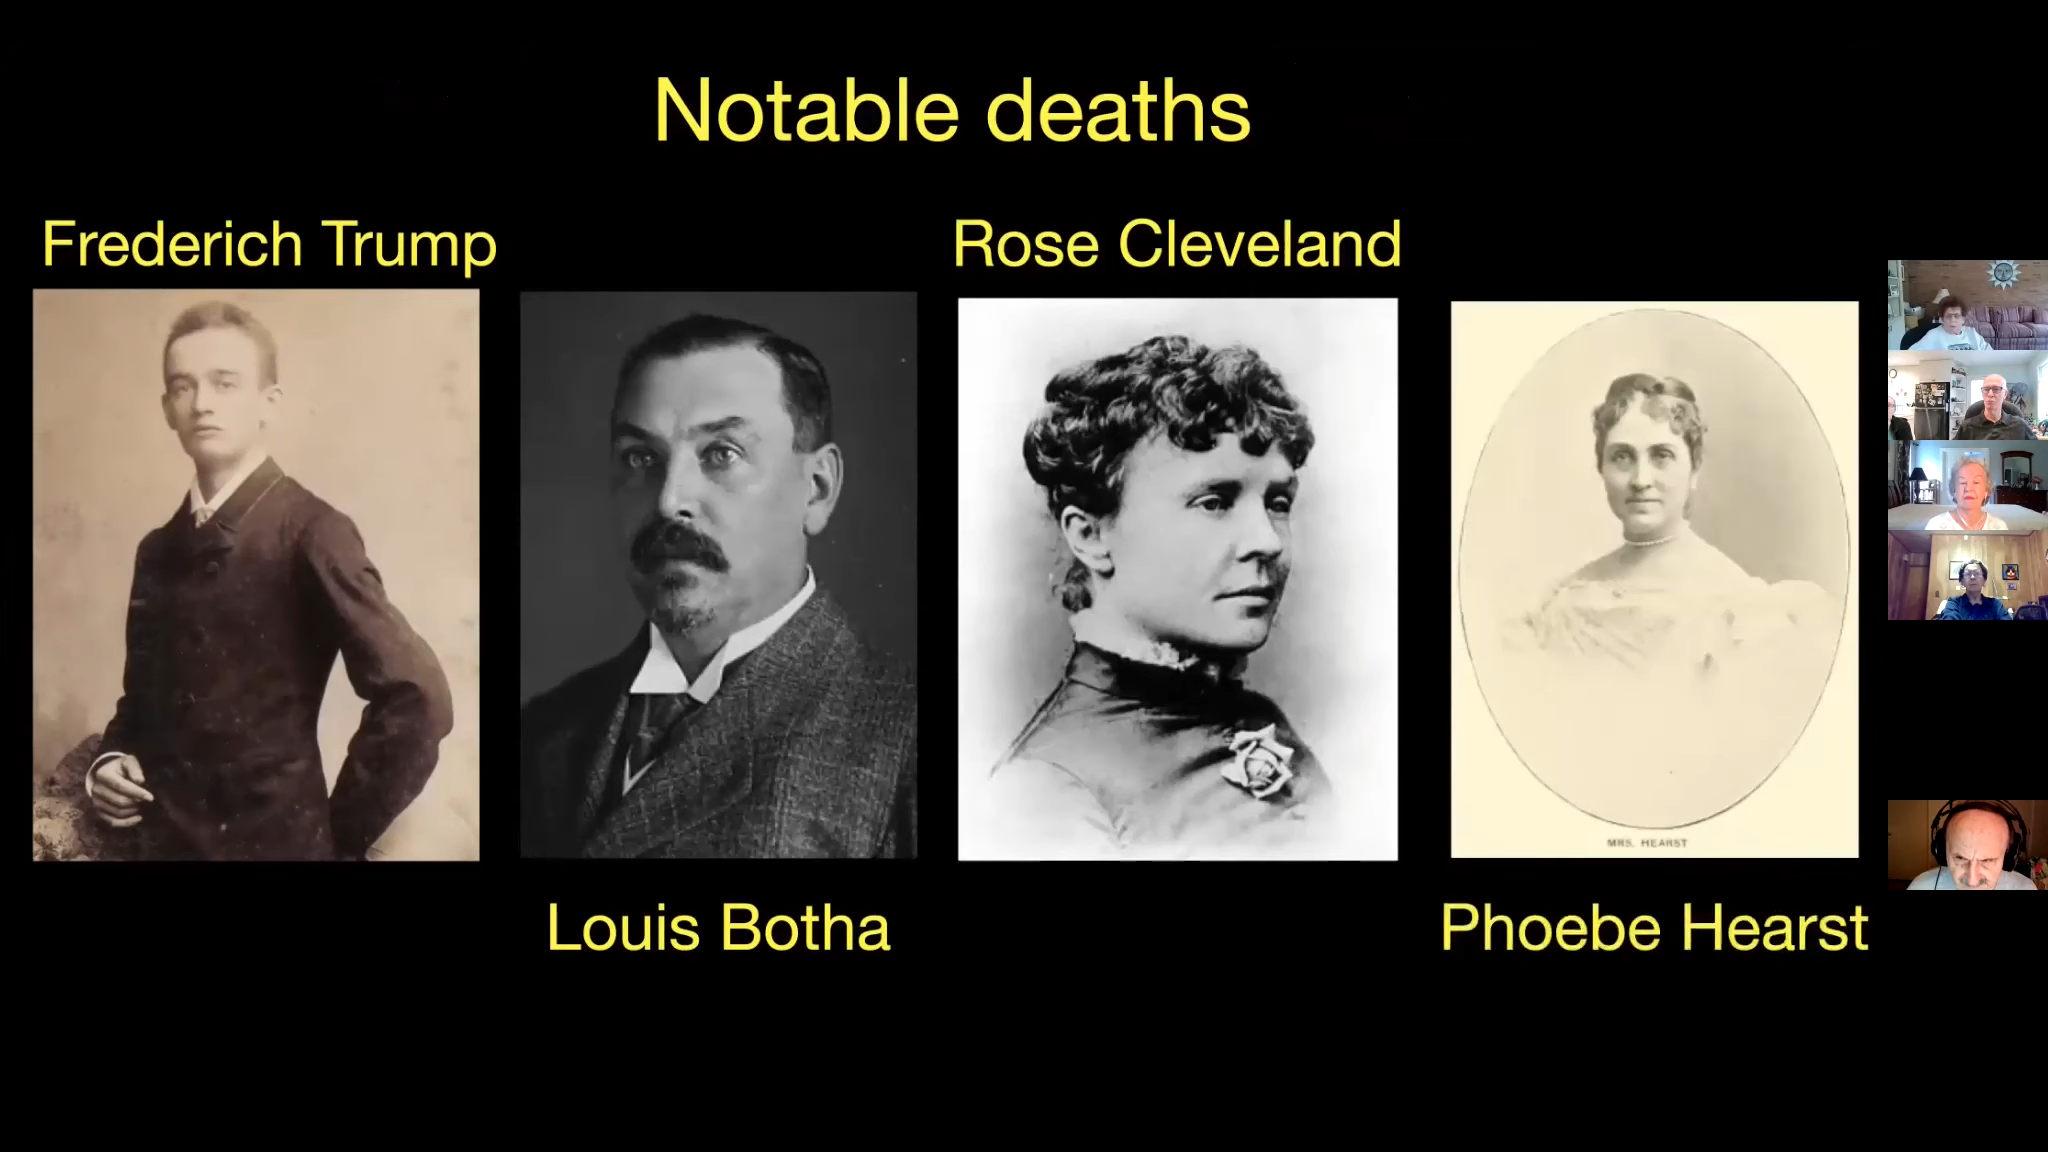 Notable deaths
Frederich Trump
Rose Cleveland
MRS. HEARST
Louis Botha
Phoebe Hearst